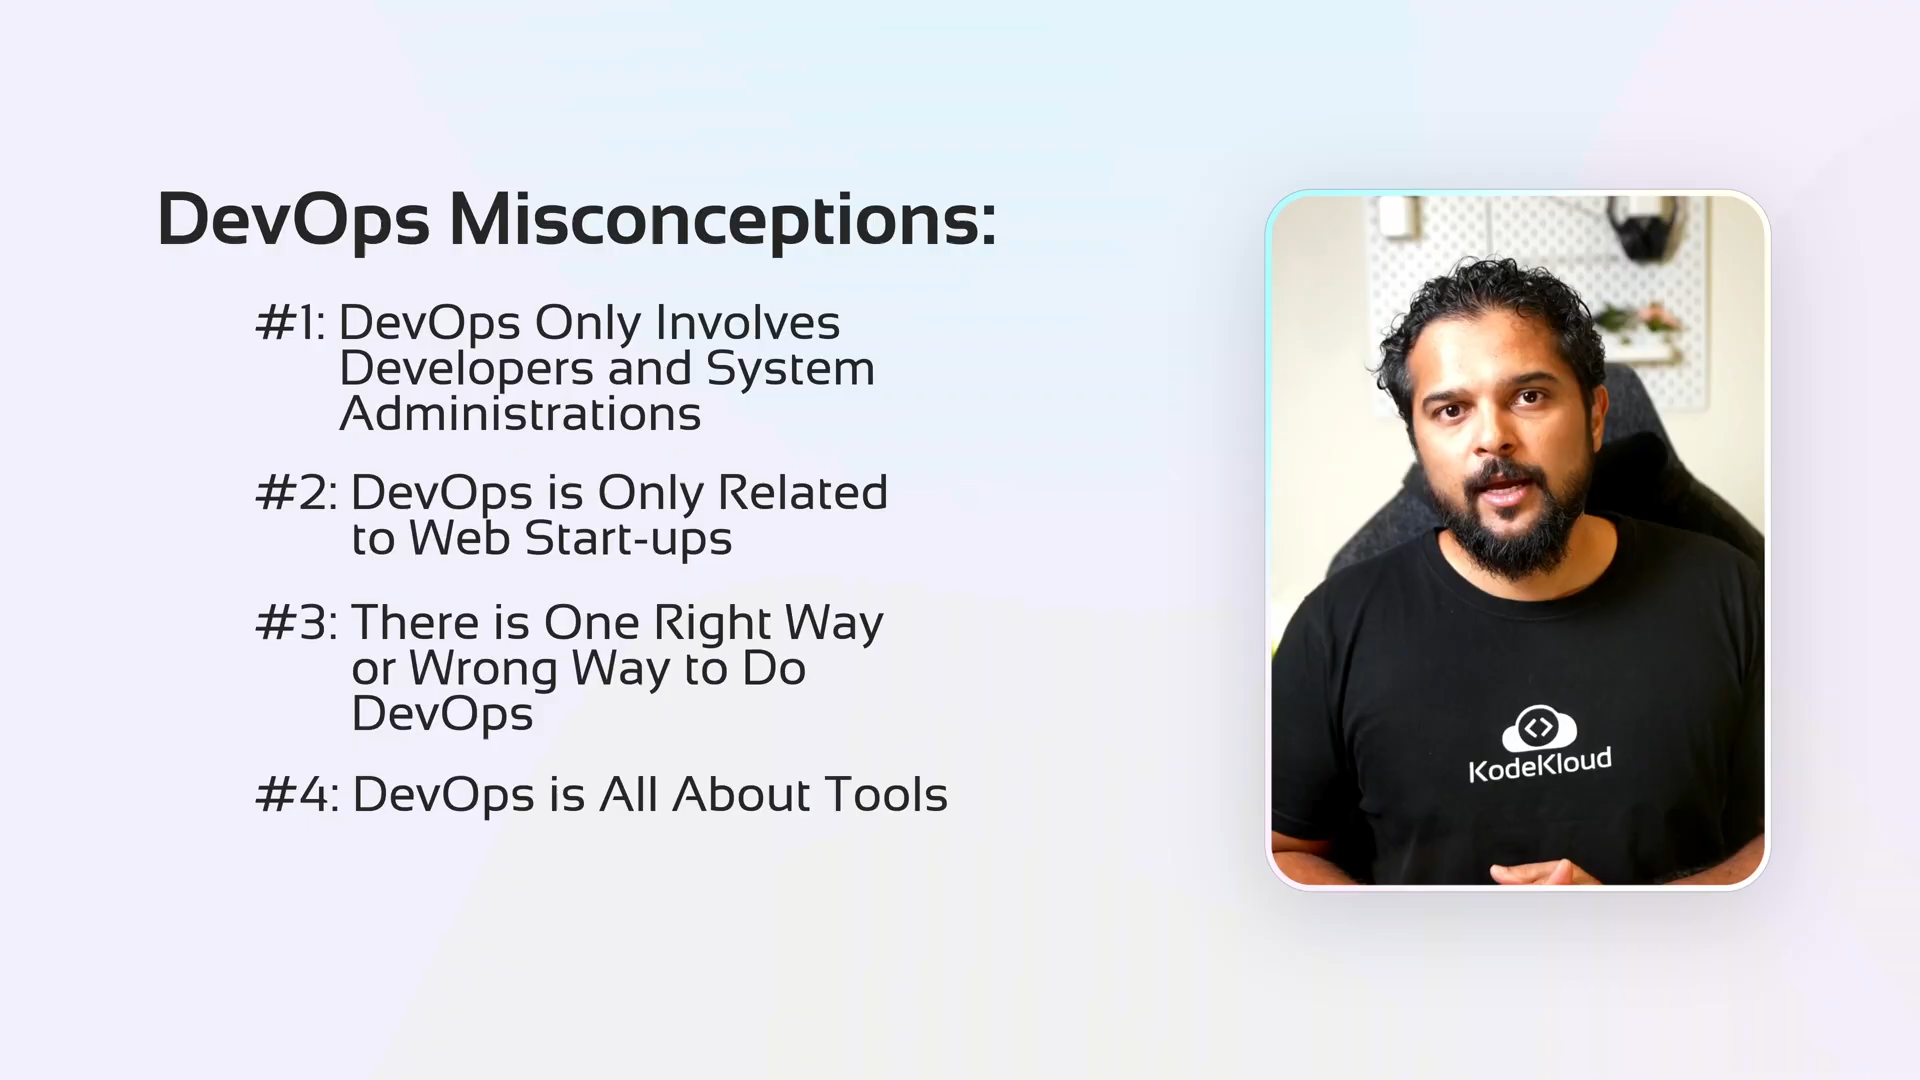 DevOps Misconceptions:
#1: DevOps Only Involves
Developers and System
Administrations
#2: DevOps is Only Related
to Web Start-ups
#3: There is One Right Way
or Wrong Way to Do
DevOps
#4: DevOps is All About Tools
KodeKloud